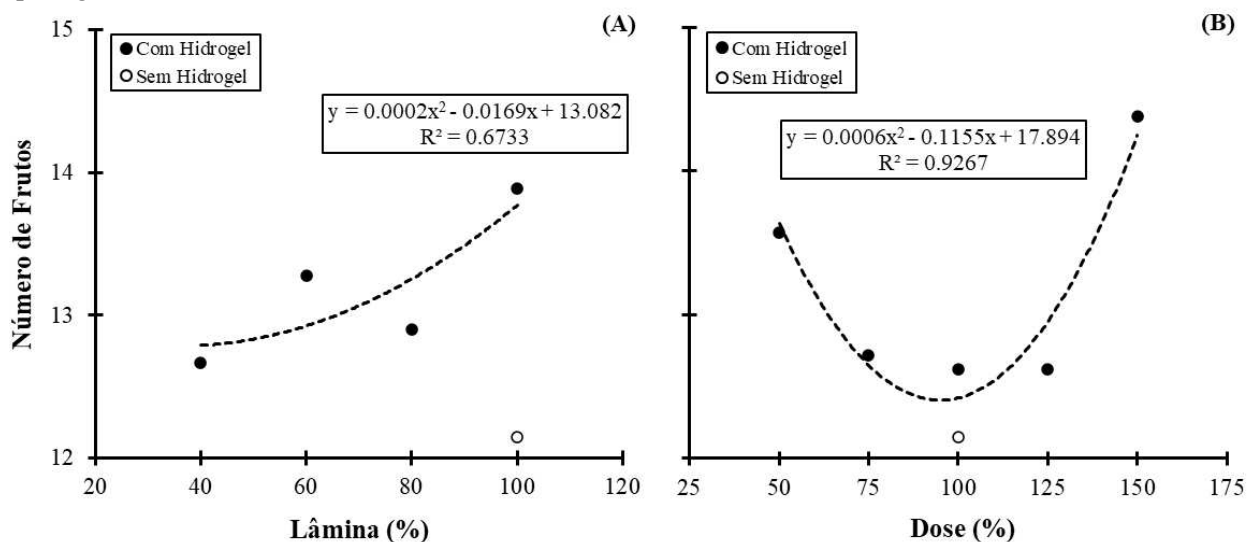 (A)
Com Hidrogel
Sem Hidrogel
y = 0.0002x² - 0.0169x + 13.082
R² = 0.6733
Número de Frutos
15
14
13
12
20 40 60 80 100 120
Lâmina (%)
(B)
Com Hidrogel
Sem Hidrogel
y = 0.0006x² - 0.1155x + 17.894
R² = 0.9267
25 50 75 100 125 150 175
Dose (%)